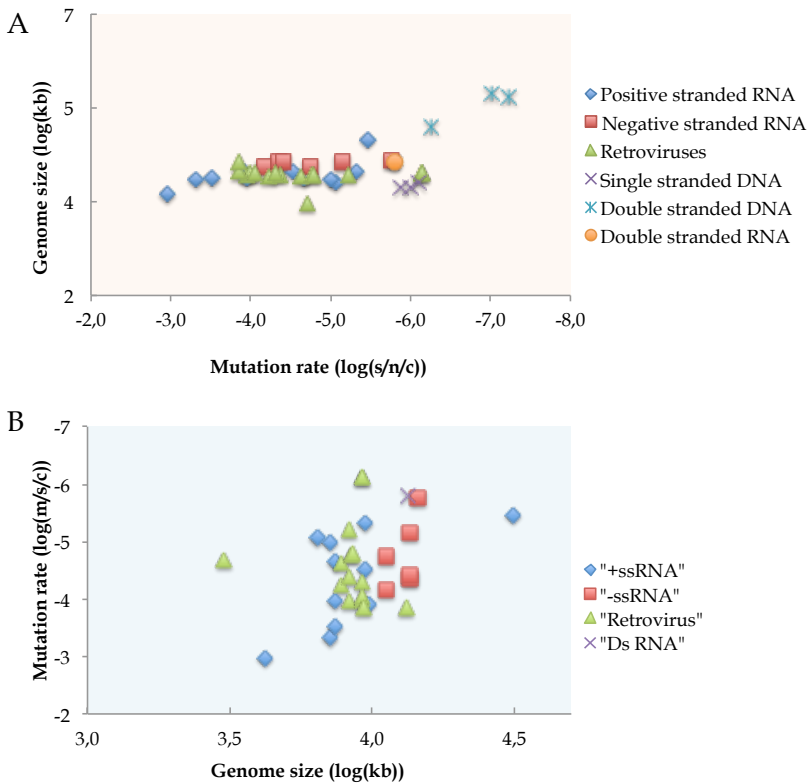 A
7
5
4
2
Genome size (log(kb))
-2,0 -3,0 -4,0 -5,0 -6,0 -7,0 -8,0
Mutation rate (log(s/n/c))
Positive stranded RNA
Negative stranded RNA
Retroviruses
Single stranded DNA
Double stranded DNA
Double stranded RNA
B
-7
-6
-5
-4
-3
-2
Mutation rate (log(m/s/c))
3,0 3,5 4,0 4,5
Genome size (log(kb))
"+ssRNA"
"-ssRNA"
"Retrovirus"
"Ds RNA"